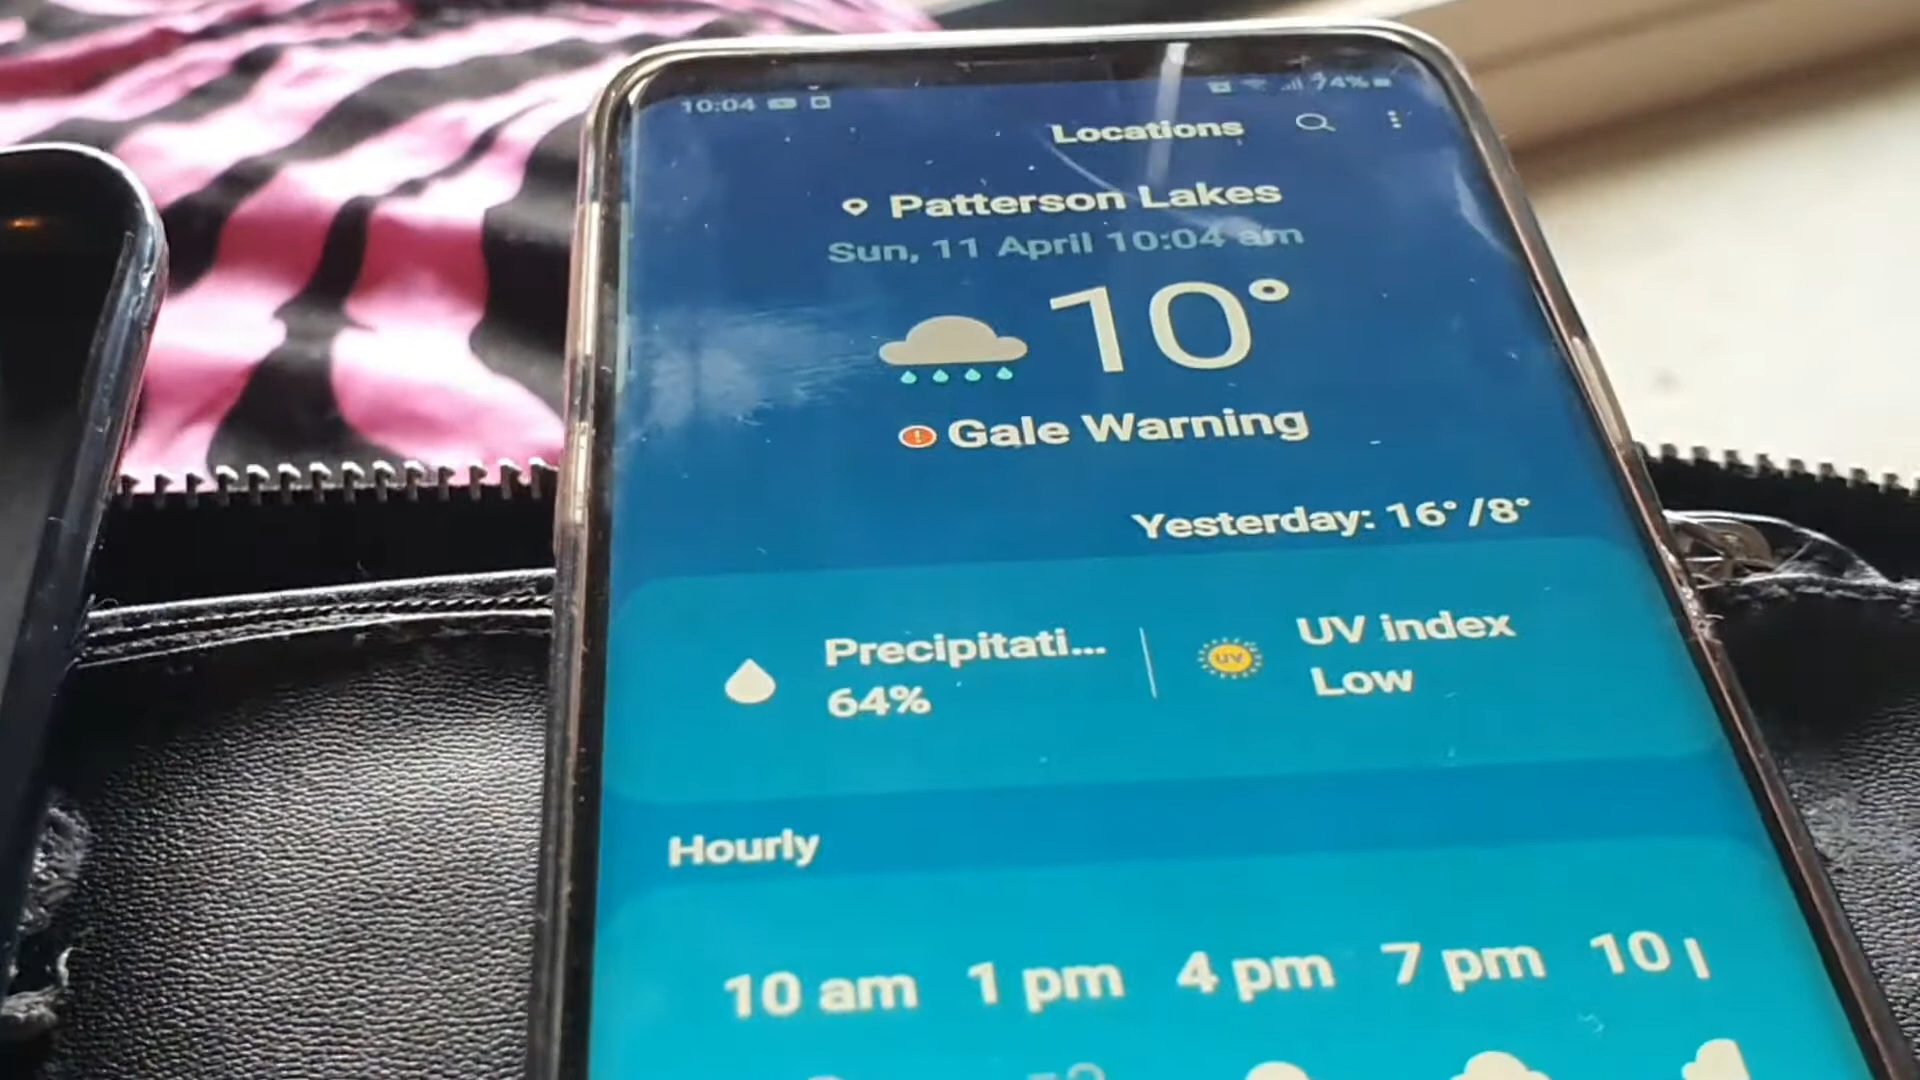 10:04
74%
Locations
Patterson Lakes
Sun, 11 April 10:04 am
10°
Gale Warning
Yesterday: 16°/8°
Precipitati...
64%
UV
UV index
Low
Hourly
10 am 1 pm 4 pm 7 pm 10